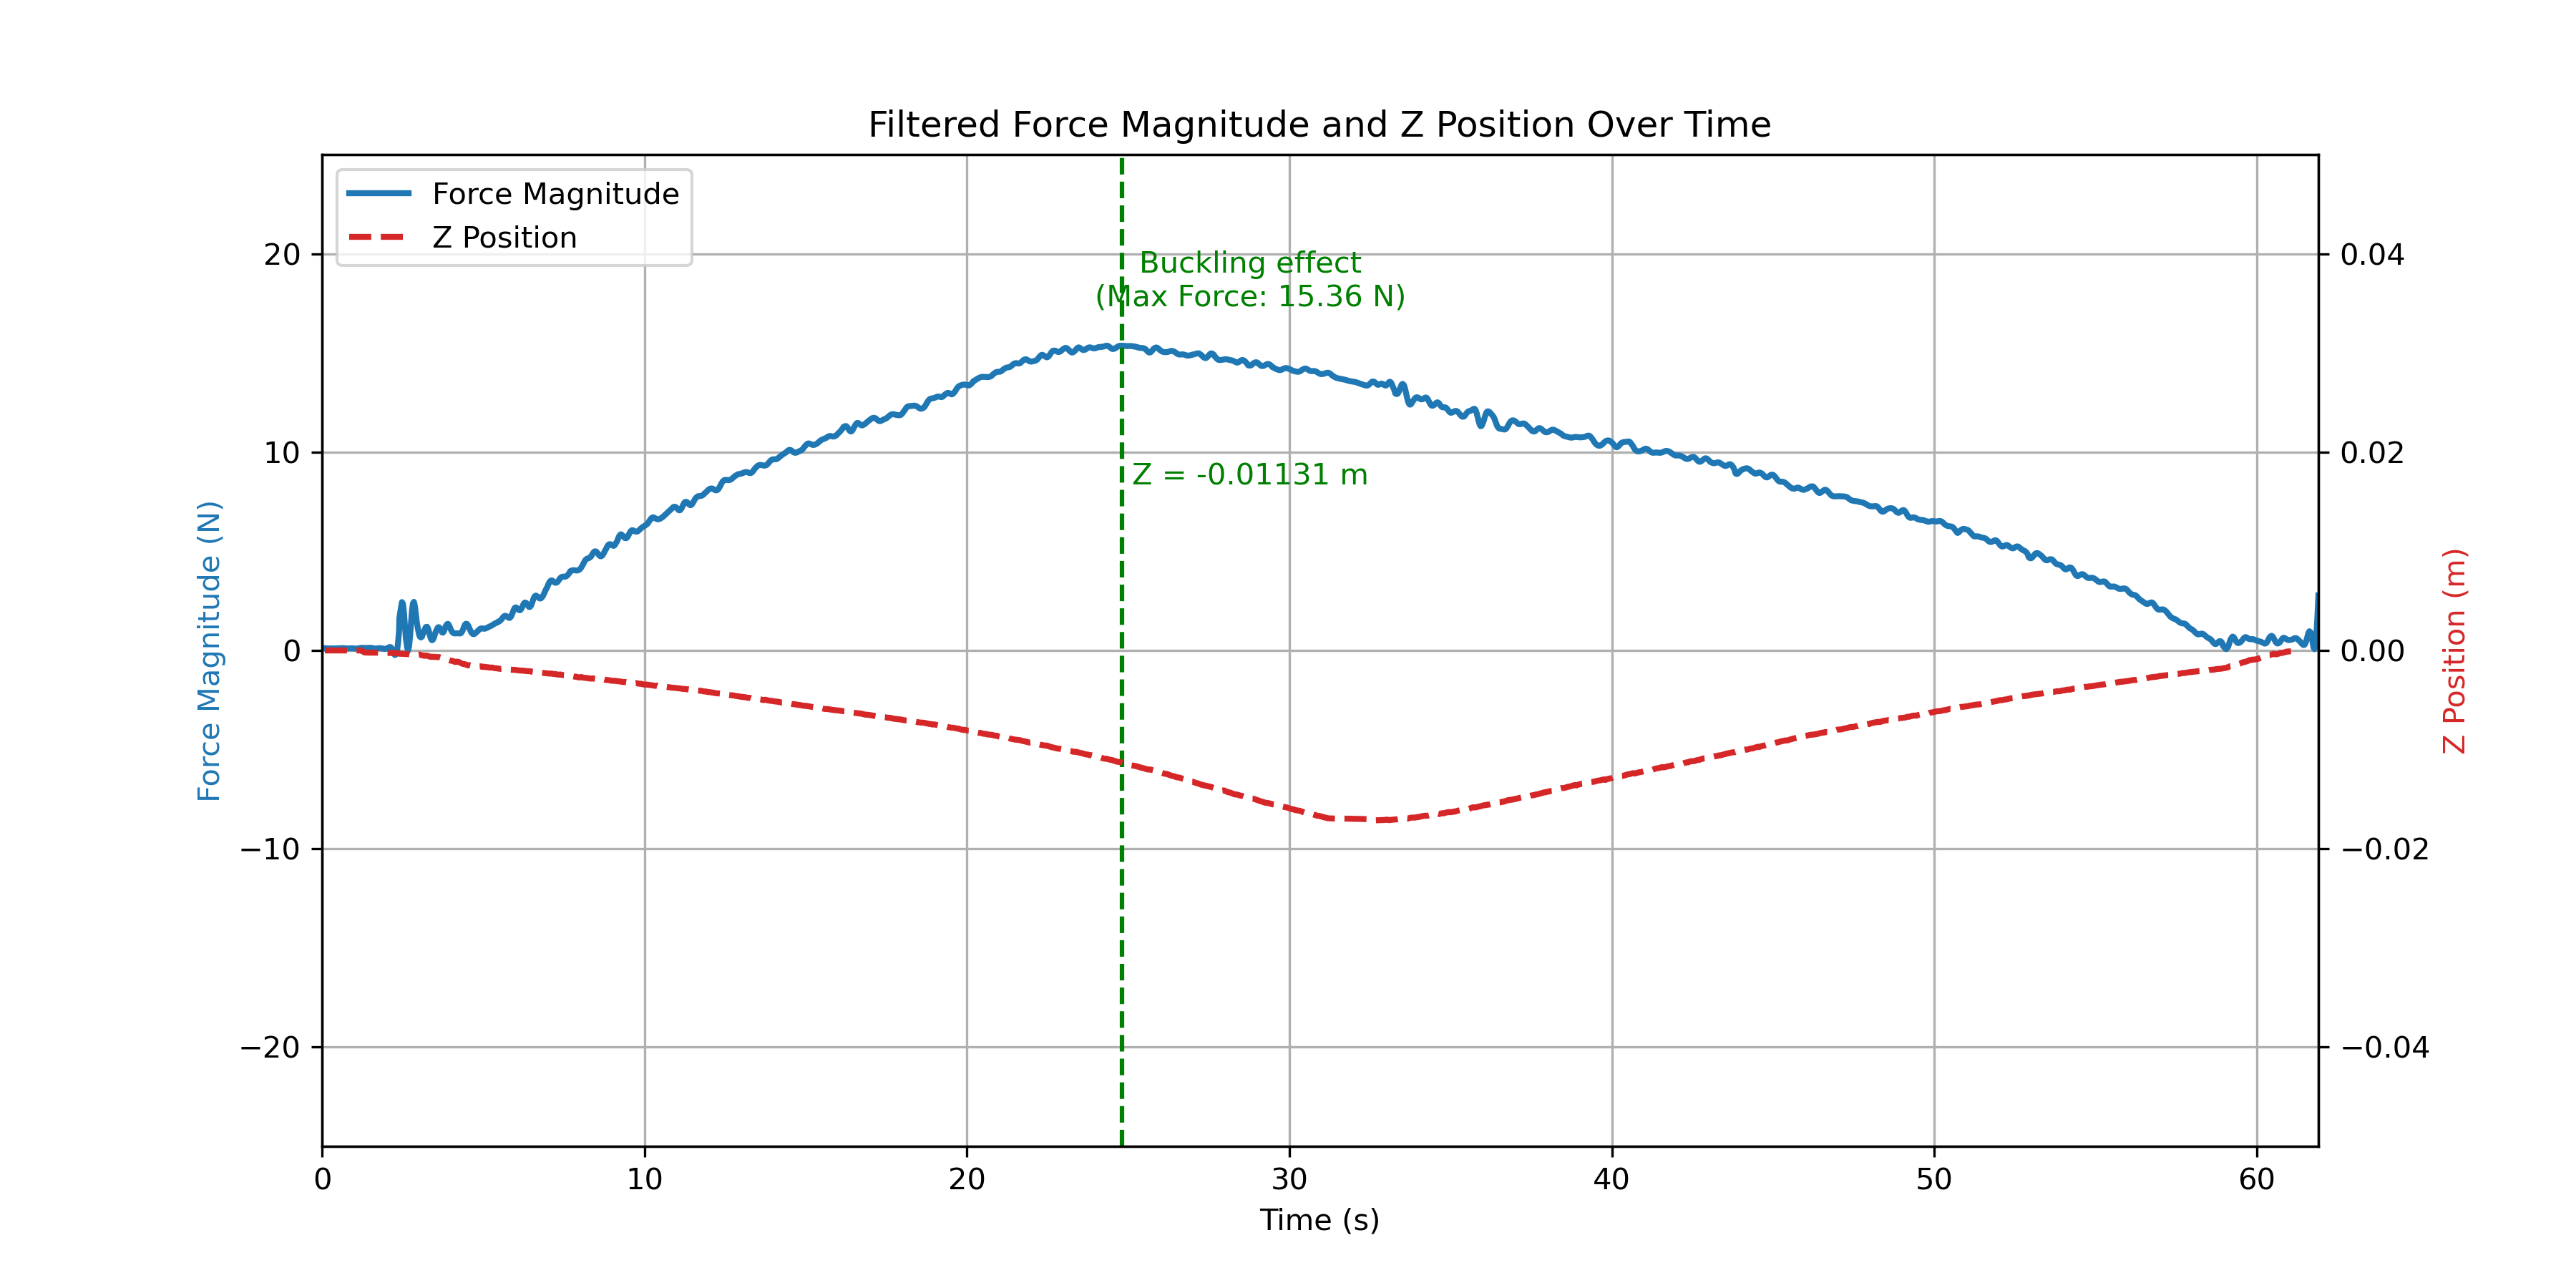 Filtered Force Magnitude and Z Position Over Time
Force Magnitude
Z Position
Buckling effect
(Max Force: 15.36 N)
Z = -0.01131 m
20
10
0
−10
−20
Force Magnitude (N)
0.04
0.02
0.00
−0.02
−0.04
Z Position (m)
0
10
20
30
40
50
60
Time (s)